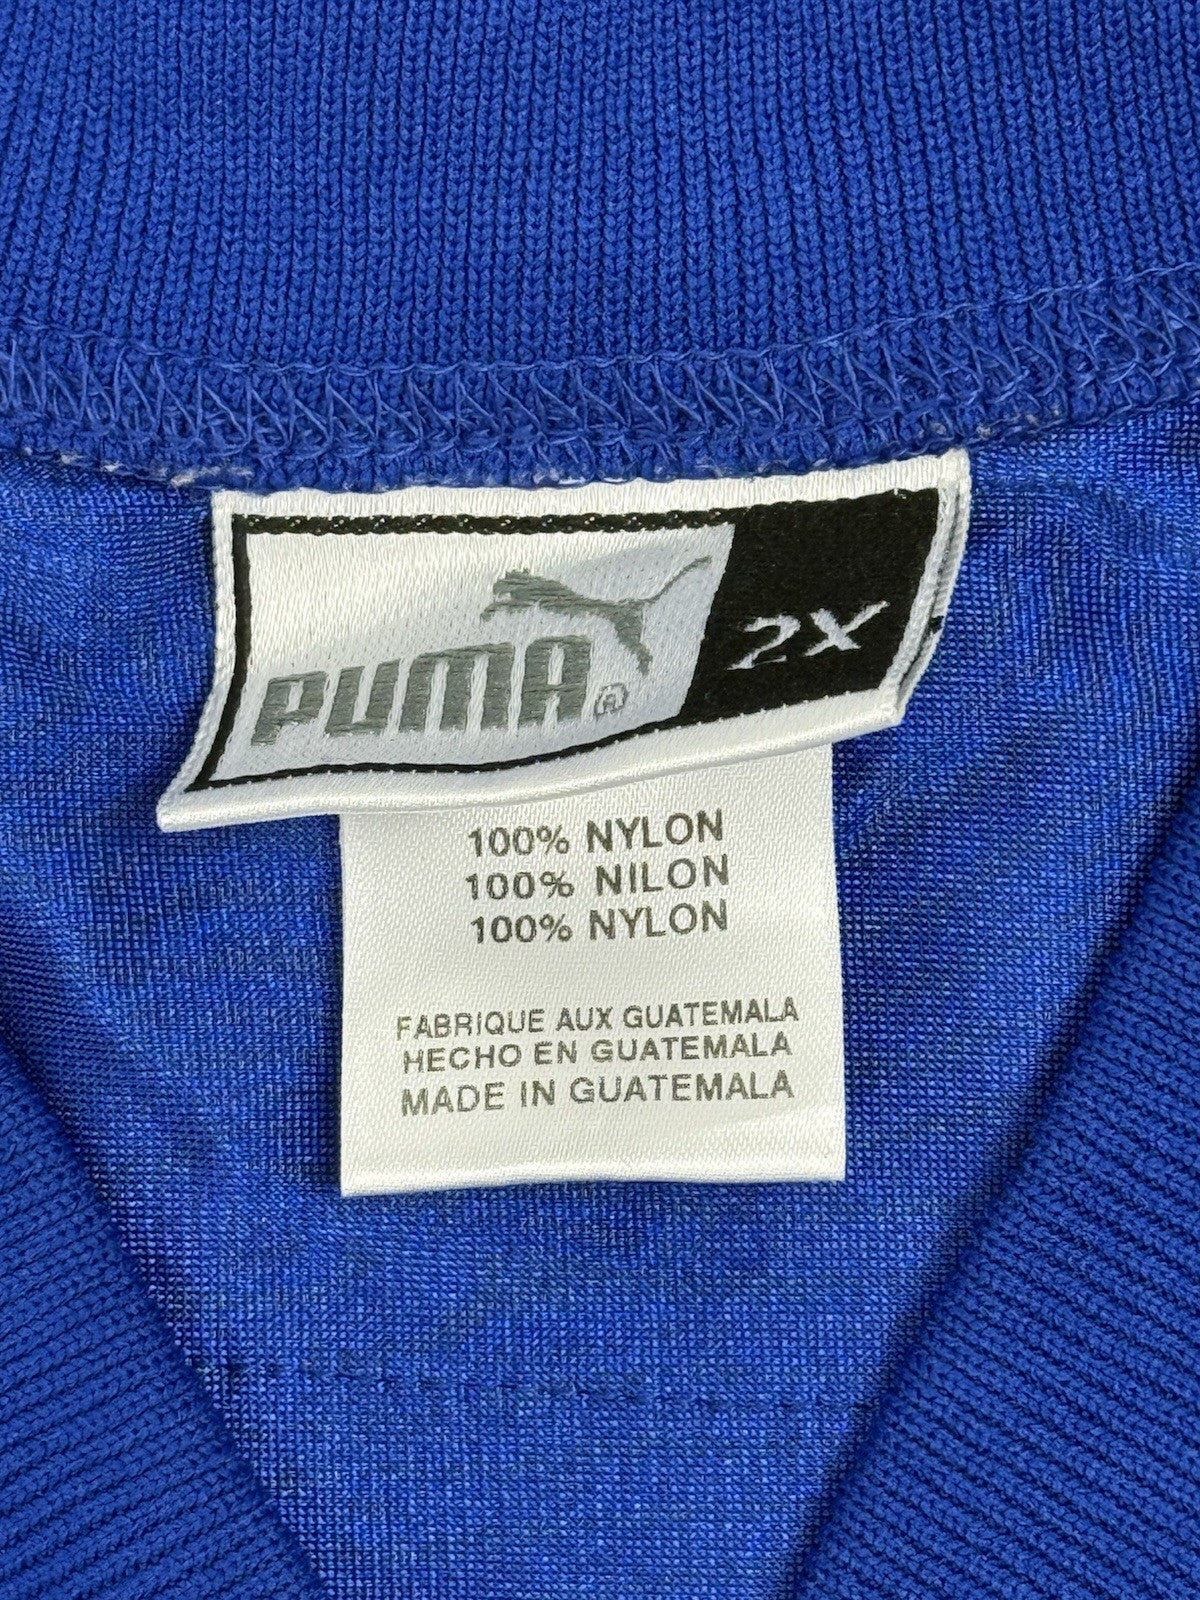 PUMA® 2X
100% NYLON
100% NILON
100% NYLON
FABRIQUE AUX GUATEMALA
HECHO EN GUATEMALA
MADE IN GUATEMALA